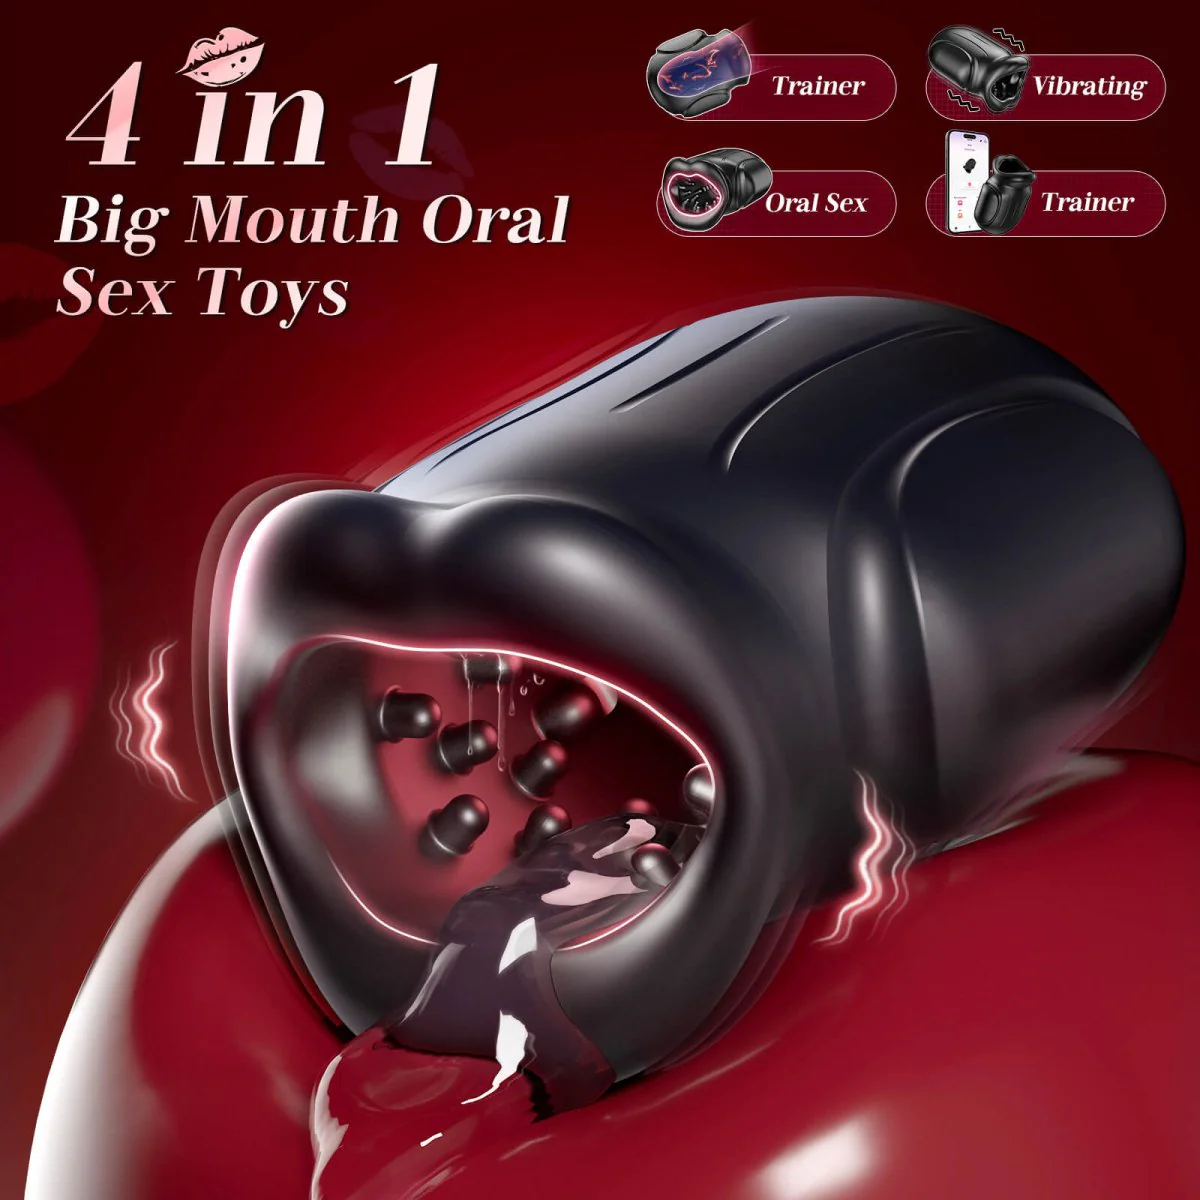 4 in 1
Big Mouth Oral
Sex Toys
Trainer
Vibrating
Oral Sex
Trainer